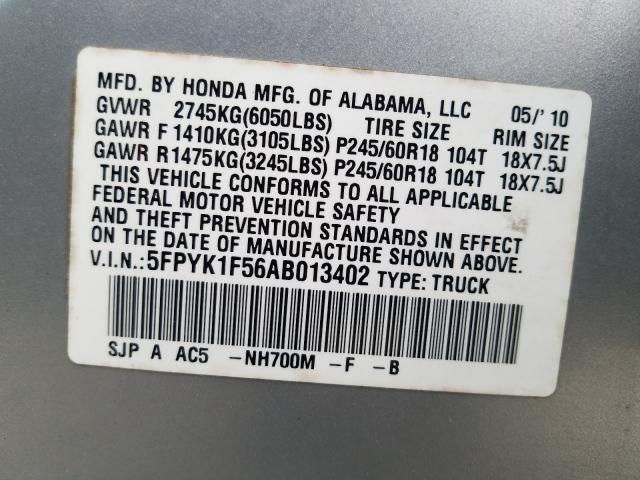 MFD. BY HONDA MFG. OF ALABAMA, LLC 05/'10
GVWR 2745KG(6050LBS) TIRE SIZE RIM SIZE
GAWR F 1410KG(3105LBS) P245/60R18 104T 18X7.5J
GAWR R1475KG(3245LBS) P245/60R18 104T 18X7.5J
THIS VEHICLE CONFORMS TO ALL APPLICABLE
FEDERAL MOTOR VEHICLE SAFETY
AND THEFT PREVENTION STANDARDS IN EFFECT
ON THE DATE OF MANUFACTURE SHOWN ABOVE.
V.I.N.:5FPYK1F56AB013402 TYPE: TRUCK
SJP A AC5 -NH700M -F -B